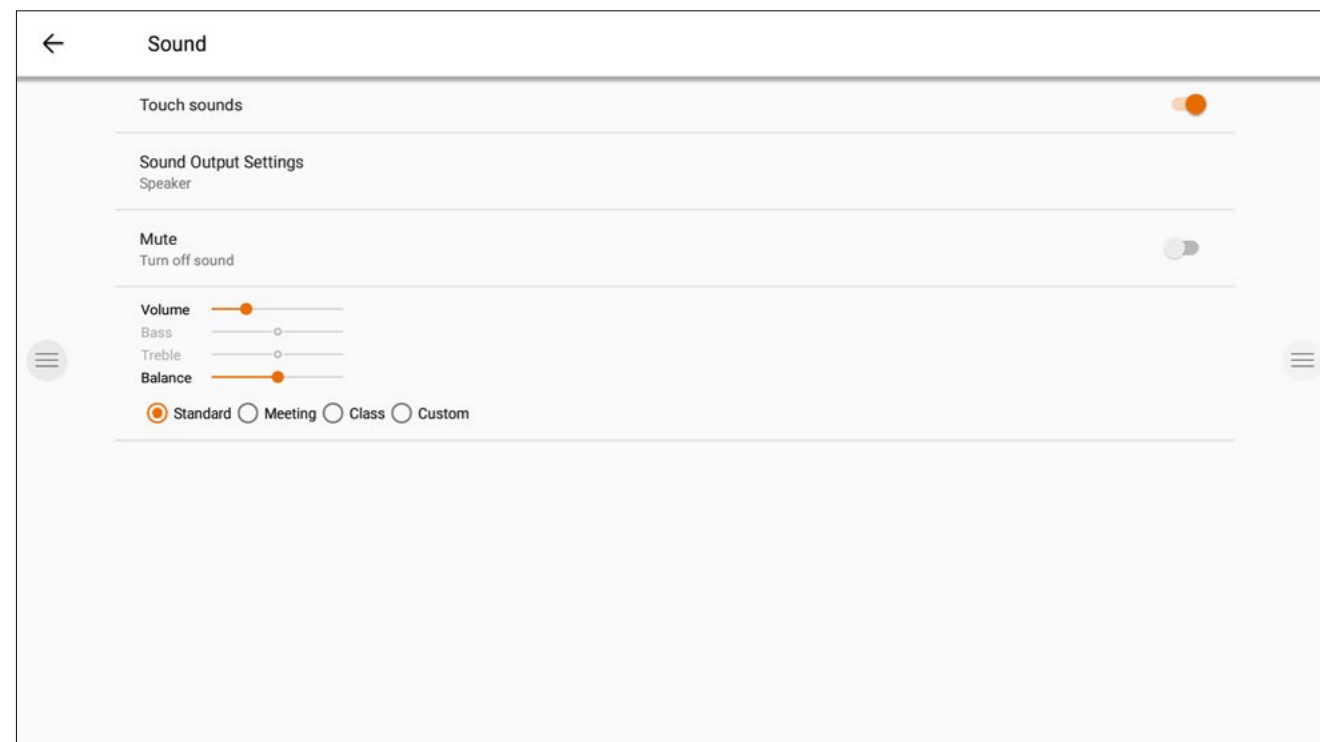 Sound
Touch sounds
Sound Output Settings
Speaker
Mute
Turn off sound
Volume
Bass
Treble
Balance
Standard Meeting Class Custom